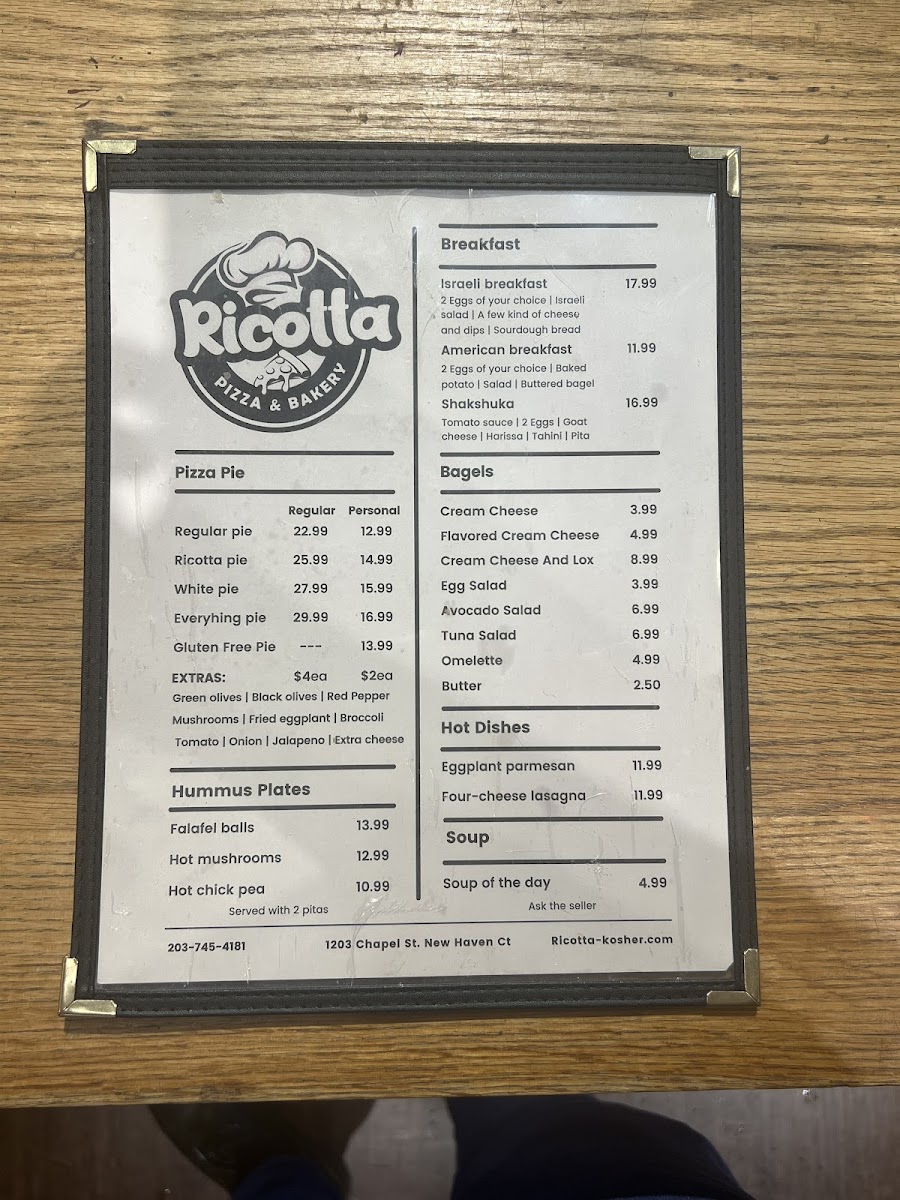 Ricotta
PIZZA & BAKERY
Pizza Pie
Regular Personal
Regular pie 22.99 12.99
Ricotta pie 25.99 14.99
White pie 27.99 15.99
Everyhing pie 29.99 16.99
Gluten Free Pie --- 13.99
EXTRAS: $4ea $2ea
Green olives | Black olives | Red Pepper
Mushrooms | Fried eggplant | Broccoli
Tomato | Onion | Jalapeno | Extra cheese
Hummus Plates
Falafel balls 13.99
Hot mushrooms 12.99
Hot chick pea 10.99
Served with 2 pitas
Breakfast
Israeli breakfast 17.99
2 Eggs of your choice | Israeli
salad | A few kind of cheese
and dips | Sourdough bread
American breakfast 11.99
2 Eggs of your choice | Baked
potato | Salad | Buttered bagel
Shakshuka 16.99
Tomato sauce | 2 Eggs | Goat
cheese | Harissa | Tahini | Pita
Bagels
Cream Cheese 3.99
Flavored Cream Cheese 4.99
Cream Cheese And Lox 8.99
Egg Salad 3.99
Avocado Salad 6.99
Tuna Salad 6.99
Omelette 4.99
Butter 2.50
Hot Dishes
Eggplant parmesan 11.99
Four-cheese lasagna 11.99
Soup
Soup of the day 4.99
Ask the seller
203-745-4181 1203 Chapel St. New Haven Ct Ricotta-kosher.com